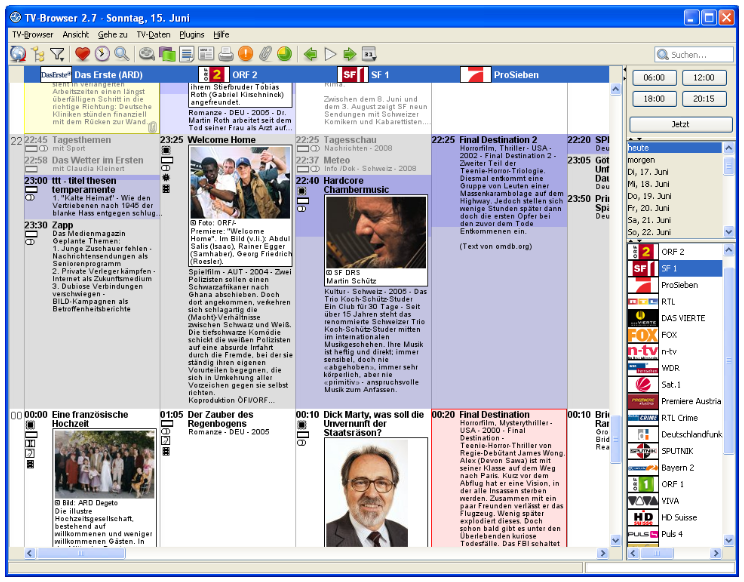 TV-Browser 2.7 - Sonntag, 15. Juni
TV-Browser Ansicht Gehe zu TV-Daten Plugins Hilfe
Suchen...
DasErste Das Erste (ARD)
ORF 2
SF 1
ProSieben
Arbeitszeiten einen längst
überfälligen Schritt in die
richtige Richtung: Deutsche
Kliniken stünden finanziell
mit dem Rücken zur Wand.
22
22:45 Tagesthemen
mit Sport
22:58 Das Wetter im Ersten
mit Claudia Kleinert
23:00 ttt - titel thesen
temperamente
1. "Kalte Heimat" - Wie den
Vertriebenen nach 1945 der
blanke Hass entgegen schlug...
23:30 Zapp
Das Medienmagazin
Geplante Themen:
1. Junge Zuschauer fehlen -
Nachrichtensendungen als
Seniorenprogramm
2. Private Verleger kämpfen -
Internet als Zukunftsmedium
3. Dubiose Verbindungen
verschwiegen -
BILD-Kampagnen als
Betroffenheitsberichte
00
00:00 Eine französische
Hochzeit
Bild: ARD Degeto
Die illustre
Hochzeitsgesellschaft,
bestehend auf
willkommenen und weniger
willkommenen Gästen. In
ihrem Stiefbruder Tobias
Roth (Gabriel Kirschninck)
angefreundet.
Romanze - DEU - 2005 - Dr.
Martin Roth arbeitet seit dem
Tod seiner Frau als Arzt auf...
23:25 Welcome Home
Foto: ORF/-
Premiere: "Welcome
Home". Im Bild (v.li.): Abdul
Salis (Isaac), Rainer Egger
(Samhaber), Georg Friedrich
(Roesler).
Spielfilm - AUT - 2004 - Zwei
Polizisten sollen einen
Schwarzafrikaner nach
Ghana abschieben. Doch
dort angekommen, verkehren
sich schlagartig die
(Macht)-Verhältnisse
zwischen Schwarz und Weiß.
Die tiefschwarze Komödie
schickt die weißen Polizisten
auf eine absurde Irrfahrt
durch die Fremde, bei der sie
ständig ihren eigenen
Vorurteilen begegnen, die
sich in Umkehrung aller
Vorzeichen gegen sie selbst
richten.
Koproduktion ÖFI/ORF...
01:05 Der Zauber des
Regenbogens
Romanze - DEU - 2005
Zwischen dem 8. Juni und
dem 3. August zeigt SF neun
Sendungen mit Schweizer
Komikern und Kabarettisten....
22:25 Tagesschau
Nachrichten - 2008
22:37 Meteo
Info/Dok - Schweiz - 2008
22:40 Hardcore
Chambermusic
SF DRS
Martin Schütz
Kultur - Schweiz - 2005 - Das
Trio Koch-Schütz-Studer
Ein Club für 30 Tage - Seit
über 15 Jahren steht das
renommierte Schweizer Trio
Koch-Schütz-Studer mitten
im internationalen
Musikgeschehen. Ihre Musik
ist heftig und direkt; immer
sensibel, doch nie
«abgehoben», immer sehr
körperlich, aber nie
«primitiv» - anspruchsvolle
Musik zum Anfassen.
00:10 Dick Marty, was soll die
Unvernunft der
Staatsräson?
22:25 Final Destination 2
Horrorfilm, Thriller - USA
- 2002 - Final Destination 2 -
Zweiter Teil der
Teenie-Horror-Triologie.
Diesmal entkommt eine
Gruppe von Leuten einer
Massenkarambolage auf dem
Highway. Jedoch stellen sich
wenige Stunden später dann
doch die ersten Opfer bei
den zuvor dem Tode
Entkommenen ein.
(Text von omdb.org)
00:20 Final Destination
Horrorfilm, Mysterythriller -
USA - 2000 - Final
Destination -
Teenie-Horror-Thriller von
Regie-Debütant James Wong.
Alex (Devon Sawa) ist mit
seiner Klasse auf dem Weg
nach Paris. Kurz vor dem
Abflug hat er eine Vision, in
der alle Insassen sterben
werden. Zusammen mit ein
paar Freunden verlässt er das
Flugzeug. Wenig später
explodiert dieses. Doch
schon bald gibt es unter den
Überlebenden kuriose
Todesfälle. Das FBI schaltet
22:20
23:05
23:50
00:10
06:00 12:00
18:00 20:15
Jetzt
heute
morgen
Di, 17. Juni
Mi, 18. Juni
Do, 19. Juni
Fr, 20. Juni
Sa, 21. Juni
So, 22. Juni
ORF 2
SF 1
ProSieben
RTL
DAS VIERTE
FOX
n-tv
WDR
Sat.1
Premiere Austria
RTL Crime
Deutschlandfunk
SPUTNIK
Bayern 2
ORF 1
VIVA
HD Suisse
Puls 4